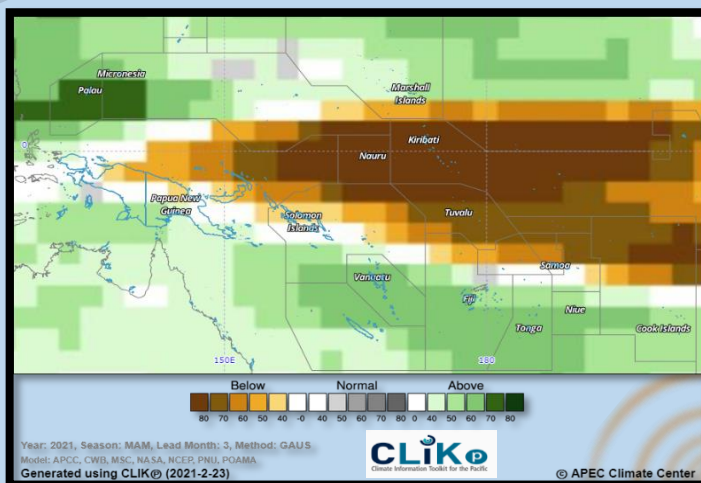 Micronesia
Palau
Marshall
Islands
0
Kiribati
Nauru
Papua New
Guinea
Solomon
Islands
Tuvalu
Vanuatu
Samoa
Fiji
Niue
Tonga
Cook Islands
150E
180
Below Normal Above
80 70 60 50 40 -0 40 50 60 70 80 0 40 50 60 70 80
Year: 2021, Season: MAM, Lead Month: 3, Method: GAUS
Model: APCC, CWB, MSC, NASA, NCEP, PNU, POAMA
Generated using CLIK℗ (2021-2-23)
CLiK℗
Climate Information Toolkit for the Pacific
© APEC Climate Center